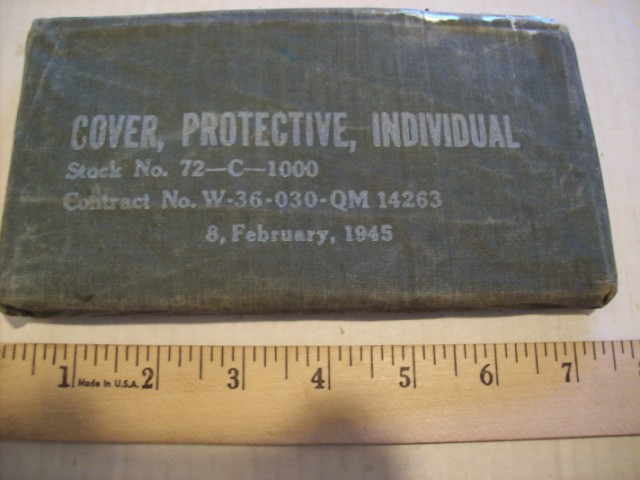 COVER, PROTECTIVE, INDIVIDUAL
Stock No. 72—C—1000
Contract No. W-36-030-QM 14263
8, February, 1945
1 Made In U.S.A. 2 3 4 5 6 7 8